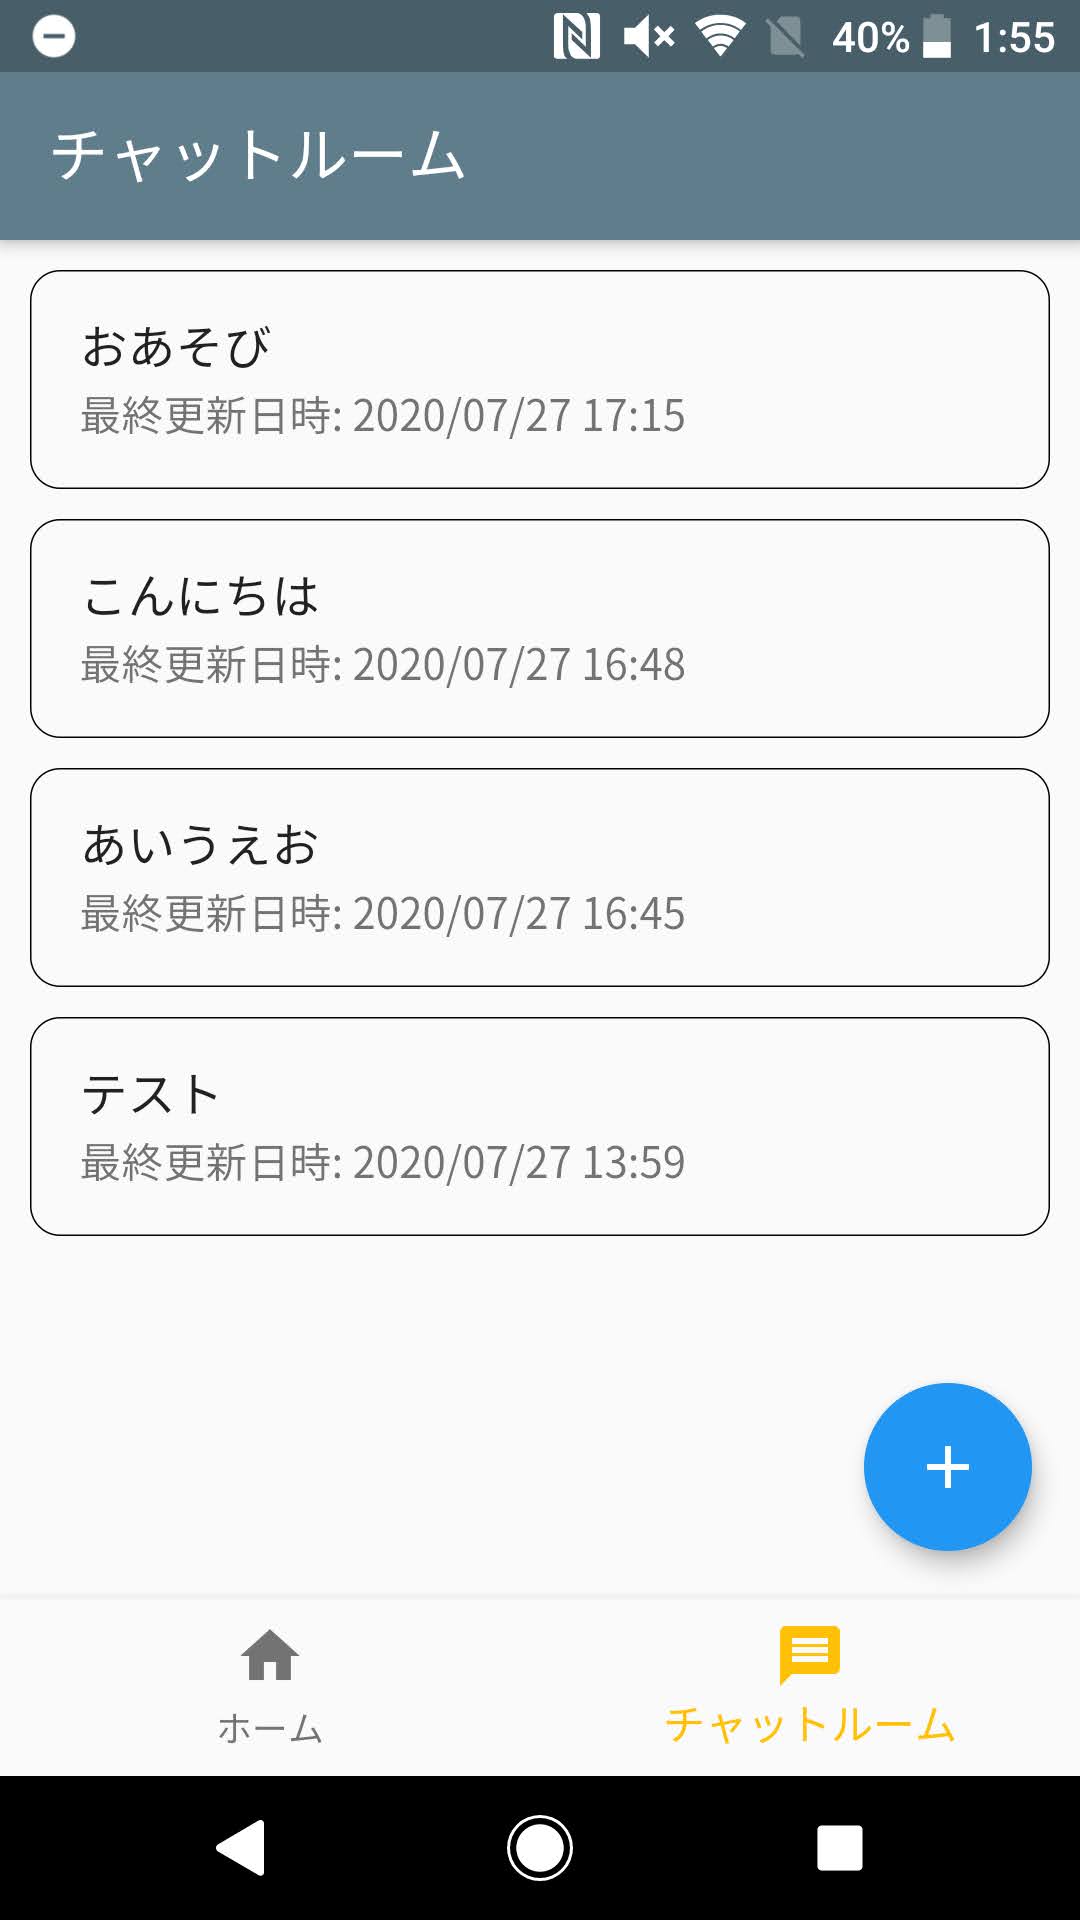 40% 1:55
チャットルーム
おあそび
最終更新日時: 2020/07/27 17:15
こんにちは
最終更新日時: 2020/07/27 16:48
あいうえお
最終更新日時: 2020/07/27 16:45
テスト
最終更新日時: 2020/07/27 13:59
ホーム
チャットルーム